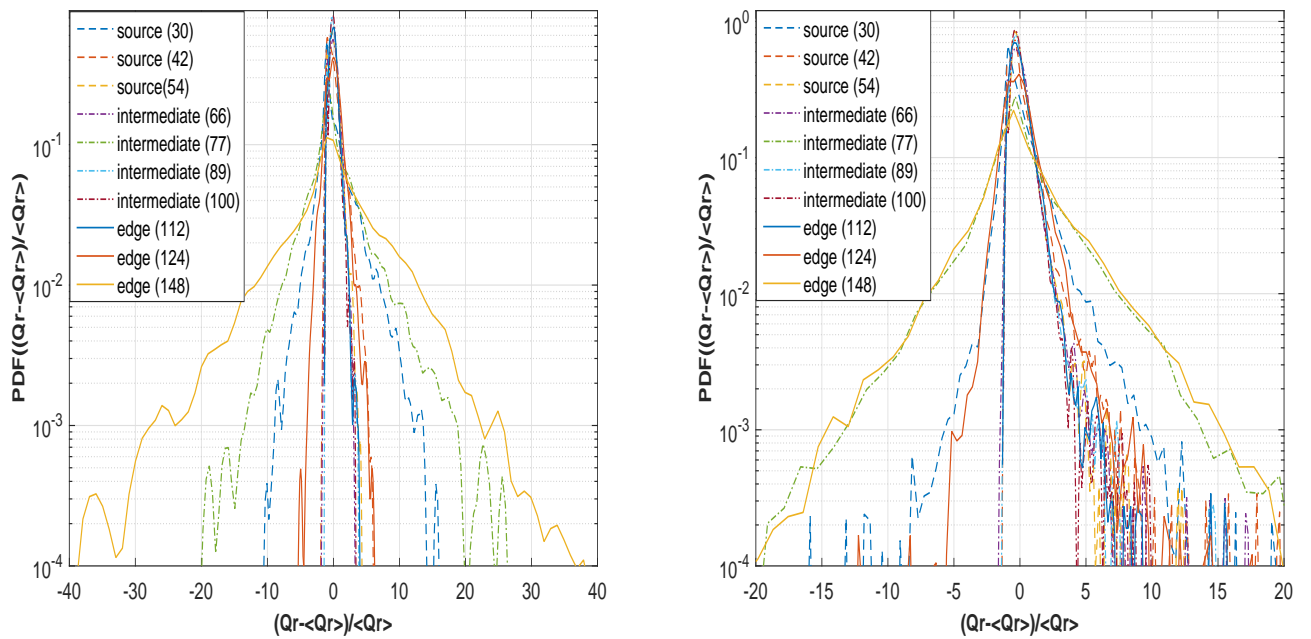 PDF((Qr-<Qr>)/<Qr>)
10^-1
10^-2
10^-3
10^-4
source (30)
source (42)
source(54)
intermediate (66)
intermediate (77)
intermediate (89)
intermediate (100)
edge (112)
edge (124)
edge (148)
-40 -30 -20 -10 0 10 20 30 40
(Qr-<Qr>)/<Qr>
PDF((Qr-<Qr>)/<Qr>)
10^0
10^-1
10^-2
10^-3
10^-4
source (30)
source (42)
source (54)
intermediate (66)
intermediate (77)
intermediate (89)
intermediate (100)
edge (112)
edge (124)
edge (148)
-20 -15 -10 -5 0 5 10 15 20
(Qr-<Qr>)/<Qr>